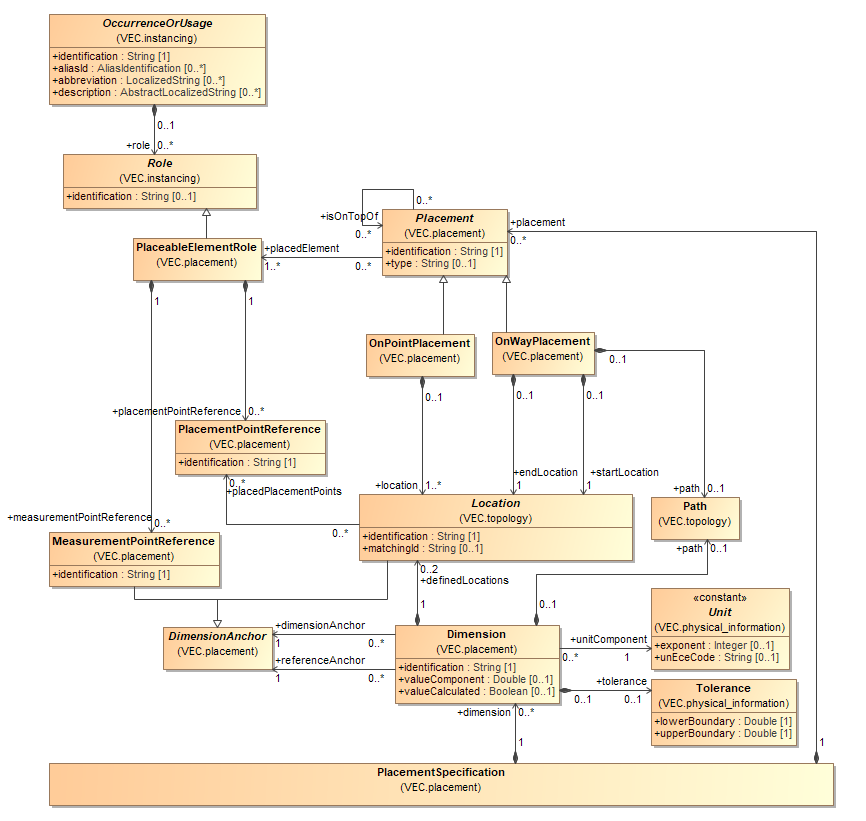 OccurrenceOrUsage
(VEC.instancing)
+identification : String [1]
+aliasId : AliasIdentification [0..*]
+abbreviation : LocalizedString [0..*]
+description : AbstractLocalizedString [0..*]
0..1
+role 0..*
Role
(VEC.instancing)
+identification : String [0..1]
0..*
+isOnTopOf
0..*
Placement
(VEC.placement)
+identification : String [1]
+type : String [0..1]
+placement
0..*
PlaceableElementRole
(VEC.placement)
+placedElement
1..*
0..*
1
1
OnPointPlacement
(VEC.placement)
OnWayPlacement
(VEC.placement)
0..1
0..1
0..1
0..1
+placementPointReference 0..*
PlacementPointReference
(VEC.placement)
+identification : String [1]
0..*
+placedPlacementPoints
0..*
+location 1..*
+endLocation
1
+startLocation
1
+path 0..1
Location
(VEC.topology)
+identification : String [1]
+matchingId : String [0..1]
Path
(VEC.topology)
+path 0..1
+measurementPointReference
0..*
MeasurementPointReference
(VEC.placement)
+identification : String [1]
0..2
+definedLocations
1
0..1
DimensionAnchor
(VEC.placement)
+dimensionAnchor
1
0..*
+referenceAnchor
1
0..*
Dimension
(VEC.placement)
+identification : String [1]
+valueComponent : Double [0..1]
+valueCalculated : Boolean [0..1]
+unitComponent
0..*
1
«constant»
Unit
(VEC.physical_information)
+exponent : Integer [0..1]
+unEceCode : String [0..1]
+tolerance
0..1
0..1
Tolerance
(VEC.physical_information)
+lowerBoundary : Double [1]
+upperBoundary : Double [1]
+dimension 0..*
1
1
PlacementSpecification
(VEC.placement)